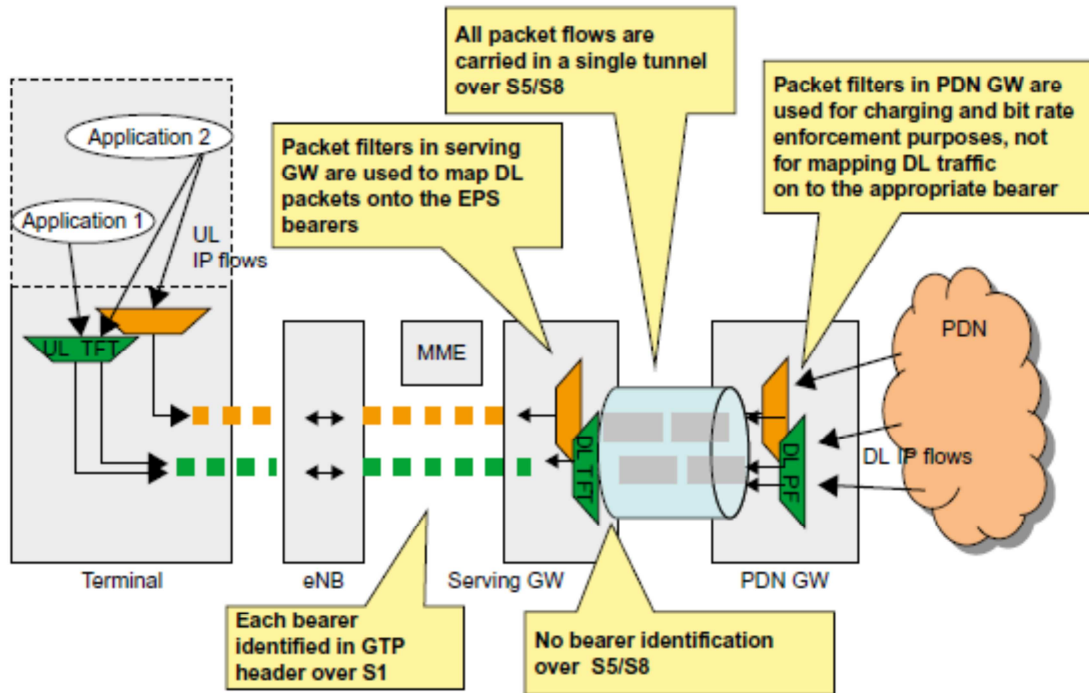 All packet flows are
carried in a single tunnel
over S5/S8
Packet filters in PDN GW are
used for charging and bit rate
enforcement purposes, not
for mapping DL traffic
on to the appropriate bearer
Packet filters in serving
GW are used to map DL
packets onto the EPS
bearers
Application 2
Application 1
UL
IP flows
UL TFT
MME
PDN
DL TFT
DL PF
DL IP flows
Terminal
eNB
Serving GW
PDN GW
Each bearer
identified in GTP
header over S1
No bearer identification
over S5/S8